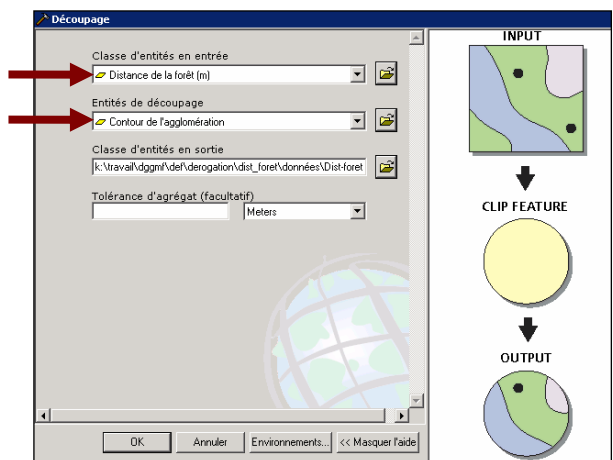 Découpage
Classe d'entités en entrée
Distance de la forêt (m)
Entités de découpage
Contour de l'agglomération
Classe d'entités en sortie
k:\travail\dggmf\def\derogation\dist_foret\données\Dist-foret
Tolérance d'agrégat (facultatif)
Meters
OK
Annuler
Environnements...
<< Masquer l'aide
INPUT
CLIP FEATURE
OUTPUT